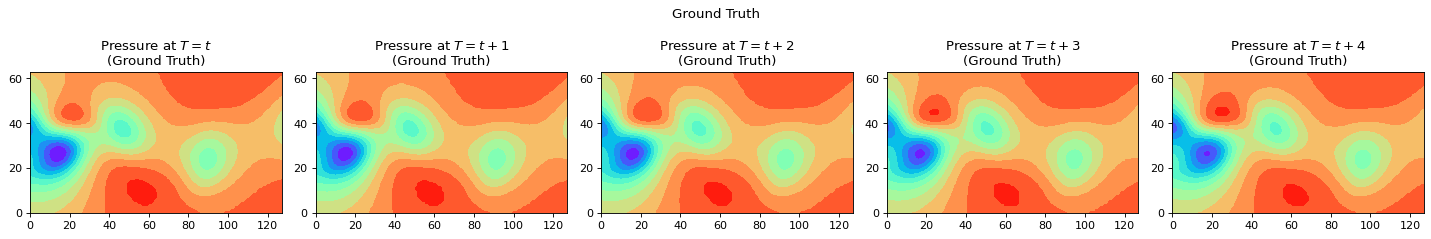 Ground Truth
Pressure at T = t
(Ground Truth)
Pressure at T = t + 1
(Ground Truth)
Pressure at T = t + 2
(Ground Truth)
Pressure at T = t + 3
(Ground Truth)
Pressure at T = t + 4
(Ground Truth)
60
40
20
0
0 20 40 60 80 100 120
60
40
20
0
0 20 40 60 80 100 120
60
40
20
0
0 20 40 60 80 100 120
60
40
20
0
0 20 40 60 80 100 120
60
40
20
0
0 20 40 60 80 100 120